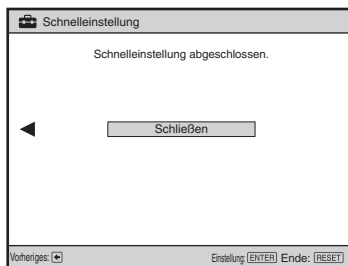 Schnelleinstellung
Schnelleinstellung abgeschlossen.
Schließen
Vorheriges: Einstellung: ENTER Ende: RESET